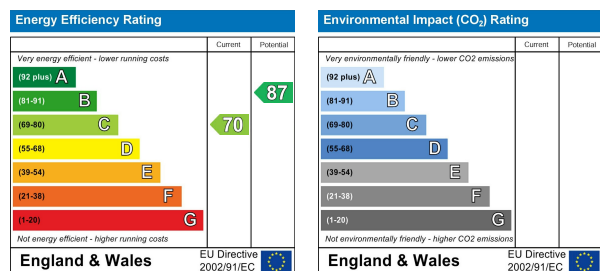 Energy Efficiency Rating
Current Potential
Very energy efficient - lower running costs
(92 plus) A
(81-91) B
87
(69-80) C
70
(55-68) D
(39-54) E
(21-38) F
(1-20) G
Not energy efficient - higher running costs
England & Wales
EU Directive
2002/91/EC
Environmental Impact (CO₂) Rating
Current Potential
Very environmentally friendly - lower CO2 emissions
(92 plus) A
(81-91) B
(69-80) C
(55-68) D
(39-54) E
(21-38) F
(1-20) G
Not environmentally friendly - higher CO2 emissions
England & Wales
EU Directive
2002/91/EC